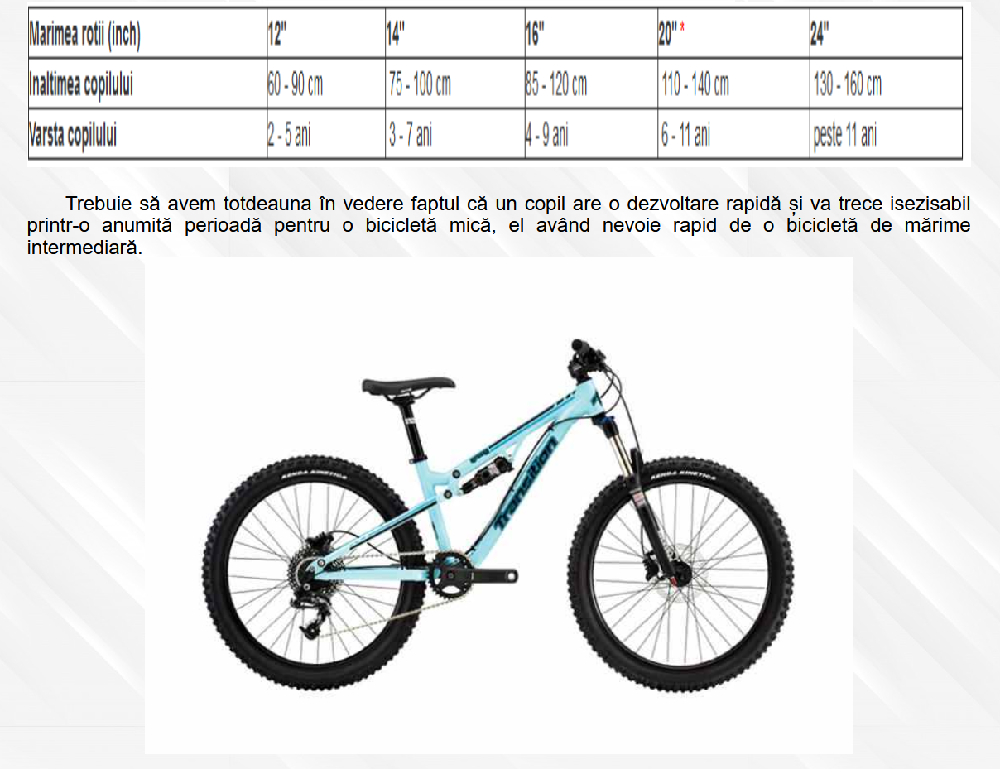 Marimea rotii (inch) 12" 14" 16" 20" * 24"
Inaltimea copilului 60 - 90 cm 75 - 100 cm 85 - 120 cm 110 - 140 cm 130 - 160 cm
Varsta copilului 2 - 5 ani 3 - 7 ani 4 - 9 ani 6 - 11 ani peste 11 ani
Trebuie să avem totdeauna în vedere faptul că un copil are o dezvoltare rapidă și va trece isezisabil
printr-o anumită perioadă pentru o bicicletă mică, el având nevoie rapid de o bicicletă de mărime
intermediară.
Transition
KENDA KINETICS
KENDA KINETICS